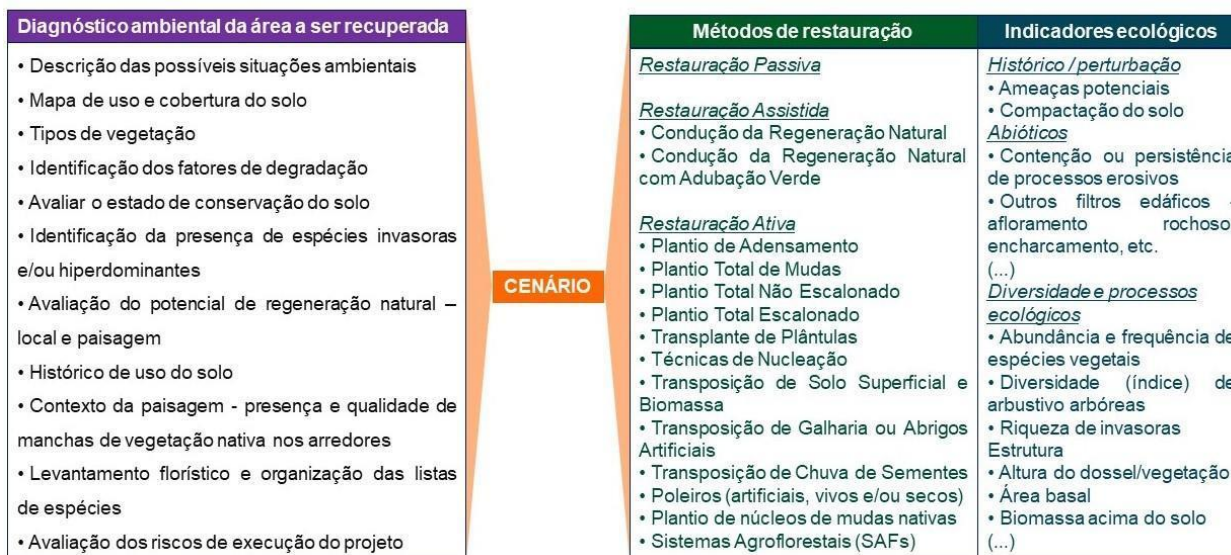 Diagnóstico ambiental da área a ser recuperada
• Descrição das possíveis situações ambientais
• Mapa de uso e cobertura do solo
• Tipos de vegetação
• Identificação dos fatores de degradação
• Avaliar o estado de conservação do solo
• Identificação da presença de espécies invasoras
e/ou hiperdominantes
• Avaliação do potencial de regeneração natural –
local e paisagem
• Histórico de uso do solo
• Contexto da paisagem - presença e qualidade de
manchas de vegetação nativa nos arredores
• Levantamento florístico e organização das listas
de espécies
• Avaliação dos riscos de execução do projeto
CENÁRIO
Métodos de restauração
Restauração Passiva
Restauração Assistida
• Condução da Regeneração Natural
• Condução da Regeneração Natural
com Adubação Verde
Restauração Ativa
• Plantio de Adensamento
• Plantio Total de Mudas
• Plantio Total Não Escalonado
• Plantio Total Escalonado
• Transplante de Plântulas
• Técnicas de Nucleação
• Transposição de Solo Superficial e
Biomassa
• Transposição de Galharia ou Abrigos
Artificiais
• Transposição de Chuva de Sementes
• Poleiros (artificiais, vivos e/ou secos)
• Plantio de núcleos de mudas nativas
• Sistemas Agroflorestais (SAFs)
Indicadores ecológicos
Histórico / perturbação
• Ameaças potenciais
• Compactação do solo
Abióticos
• Contenção ou persistência
de processos erosivos
• Outros filtros edáficos -
afloramento rochoso,
encharcamento, etc.
(...)
Diversidade e processos
ecológicos
• Abundância e frequência de
espécies vegetais
• Diversidade (índice) de
arbustivo arbóreas
• Riqueza de invasoras
Estrutura
• Altura do dossel/vegetação
• Área basal
• Biomassa acima do solo
(...)